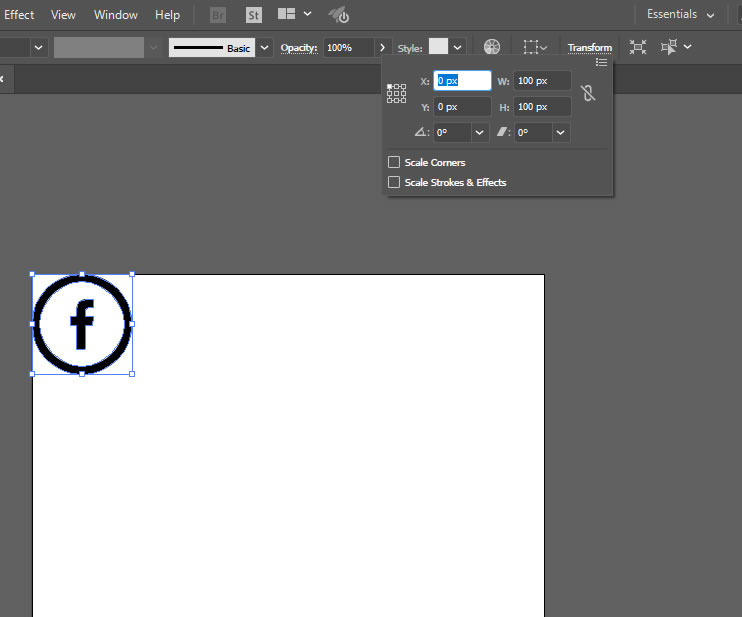 Effect View Window Help Br St Essentials
Basic Opacity: 100% Style: Transform
X: 0 px W: 100 px
Y: 0 px H: 100 px
0° 0°
Scale Corners
Scale Strokes & Effects
f